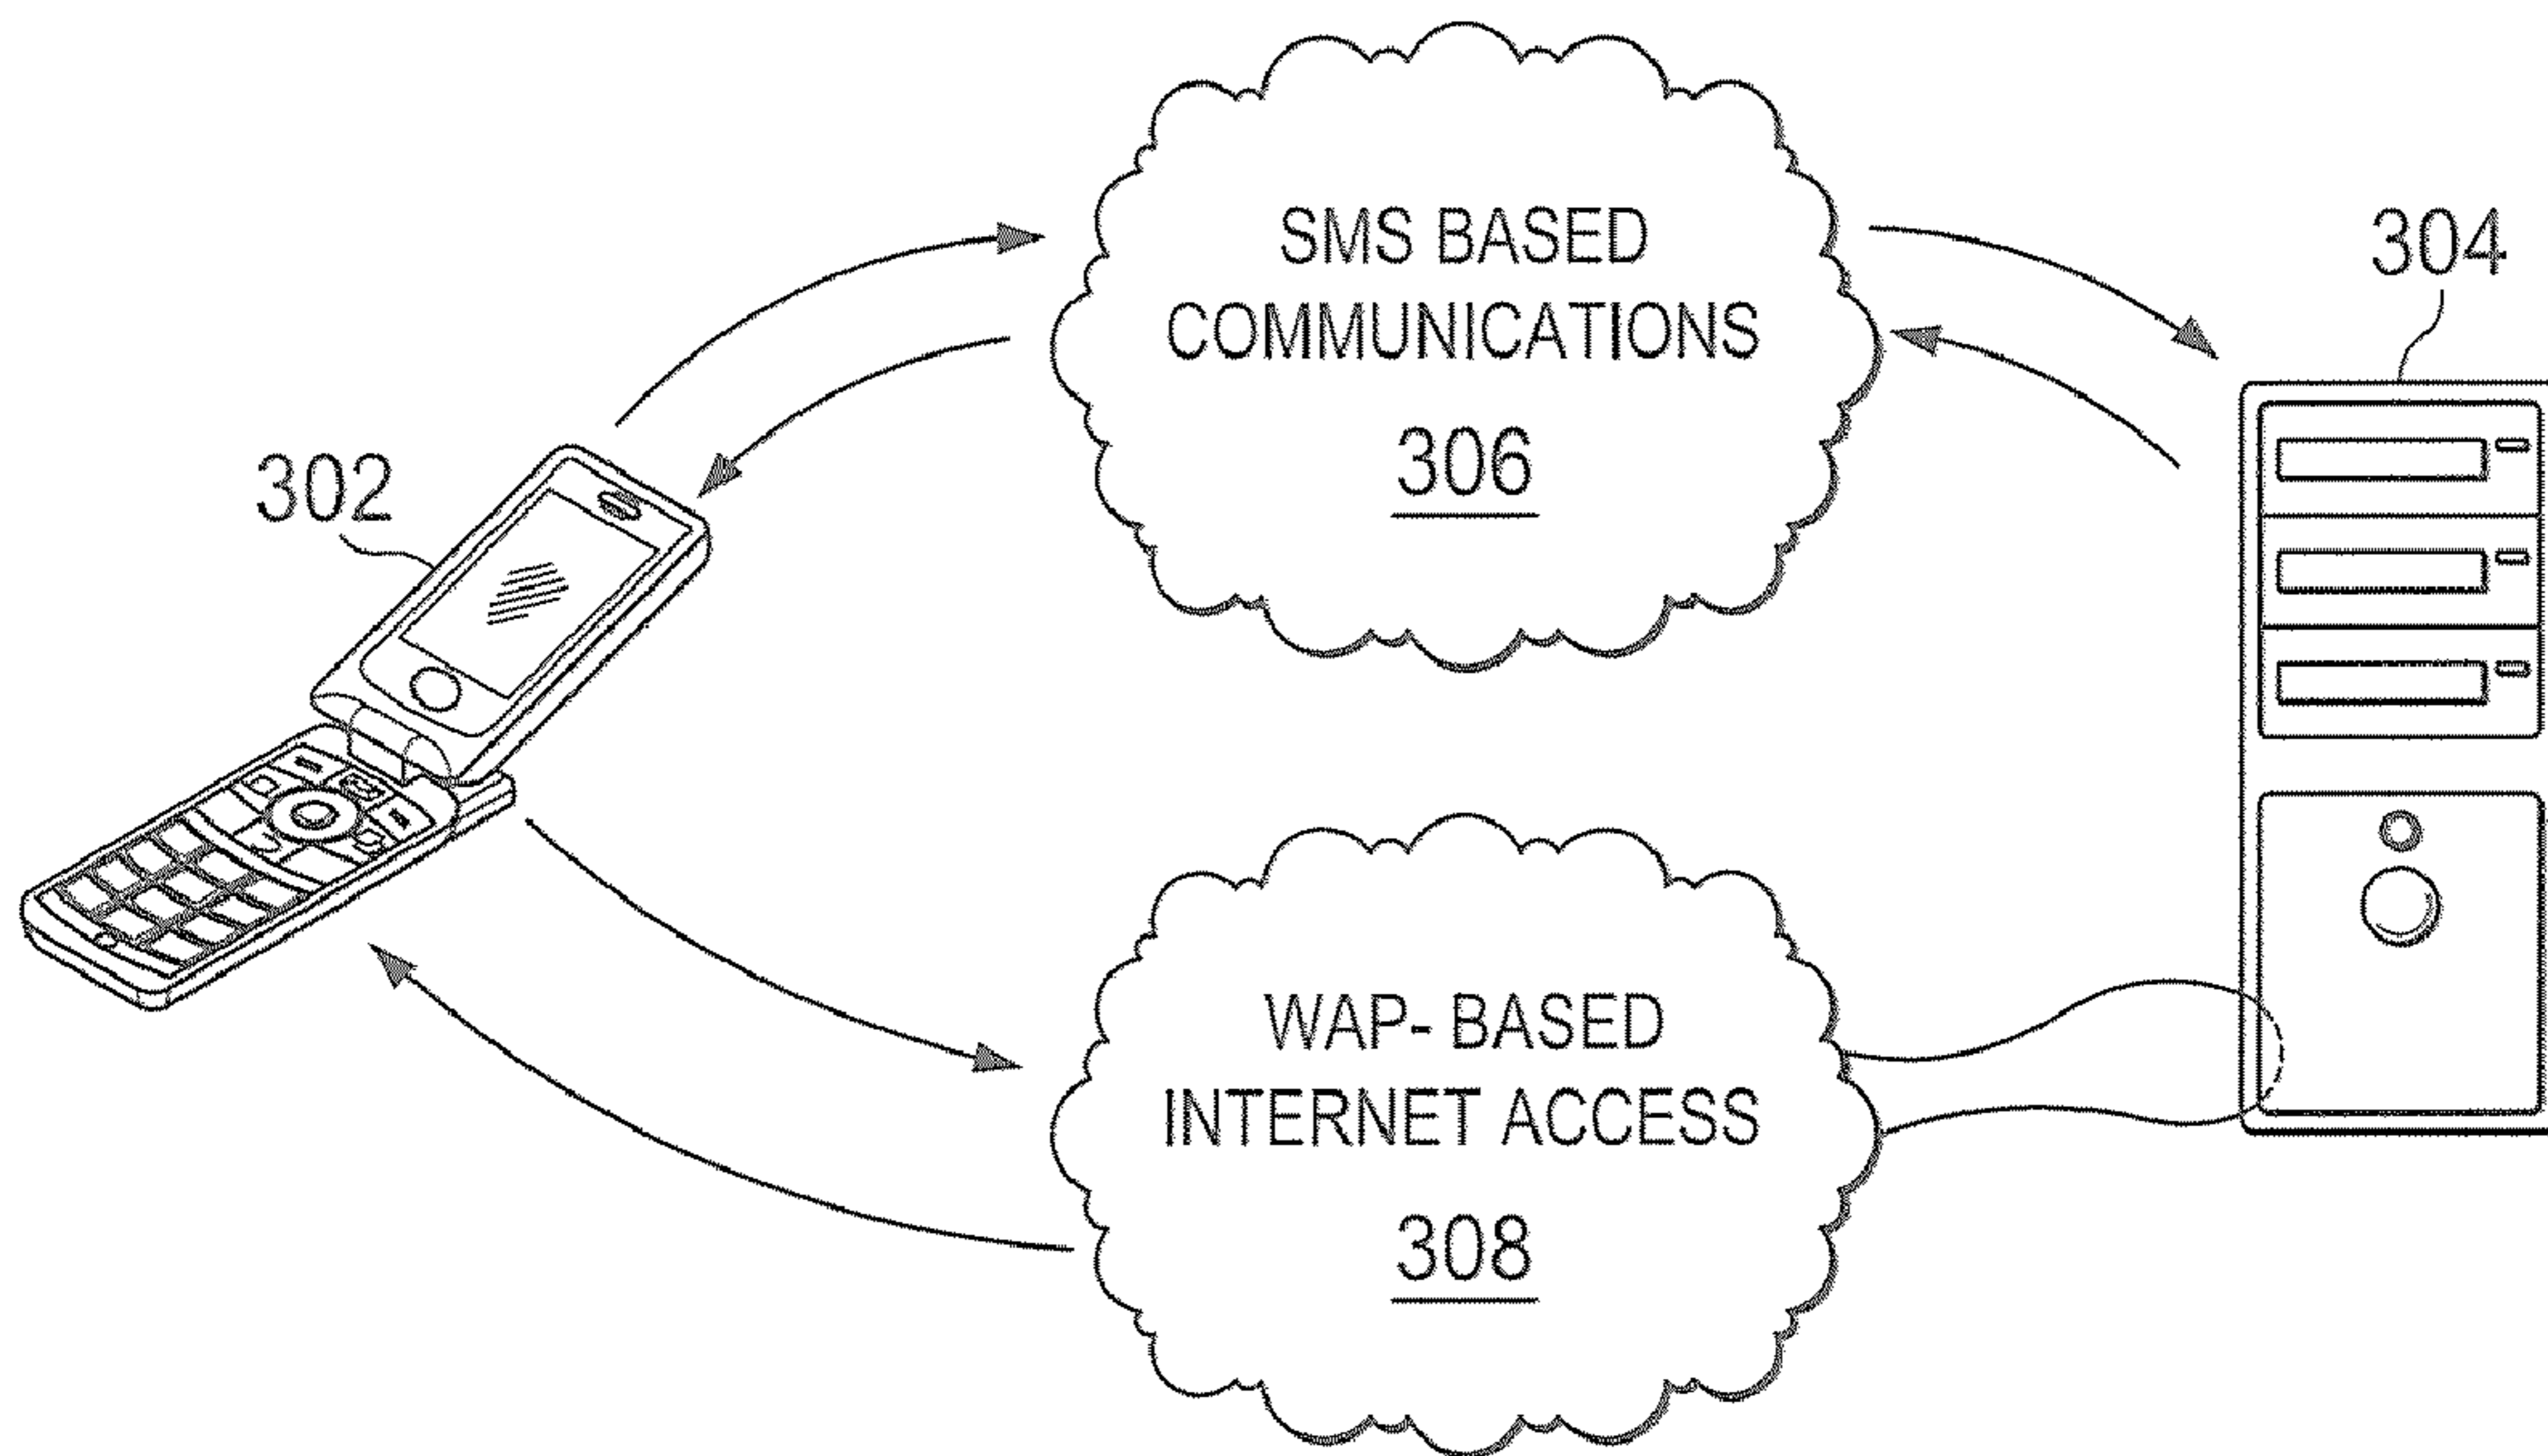 SMS BASED
COMMUNICATIONS
306
304
302
WAP- BASED
INTERNET ACCESS
308